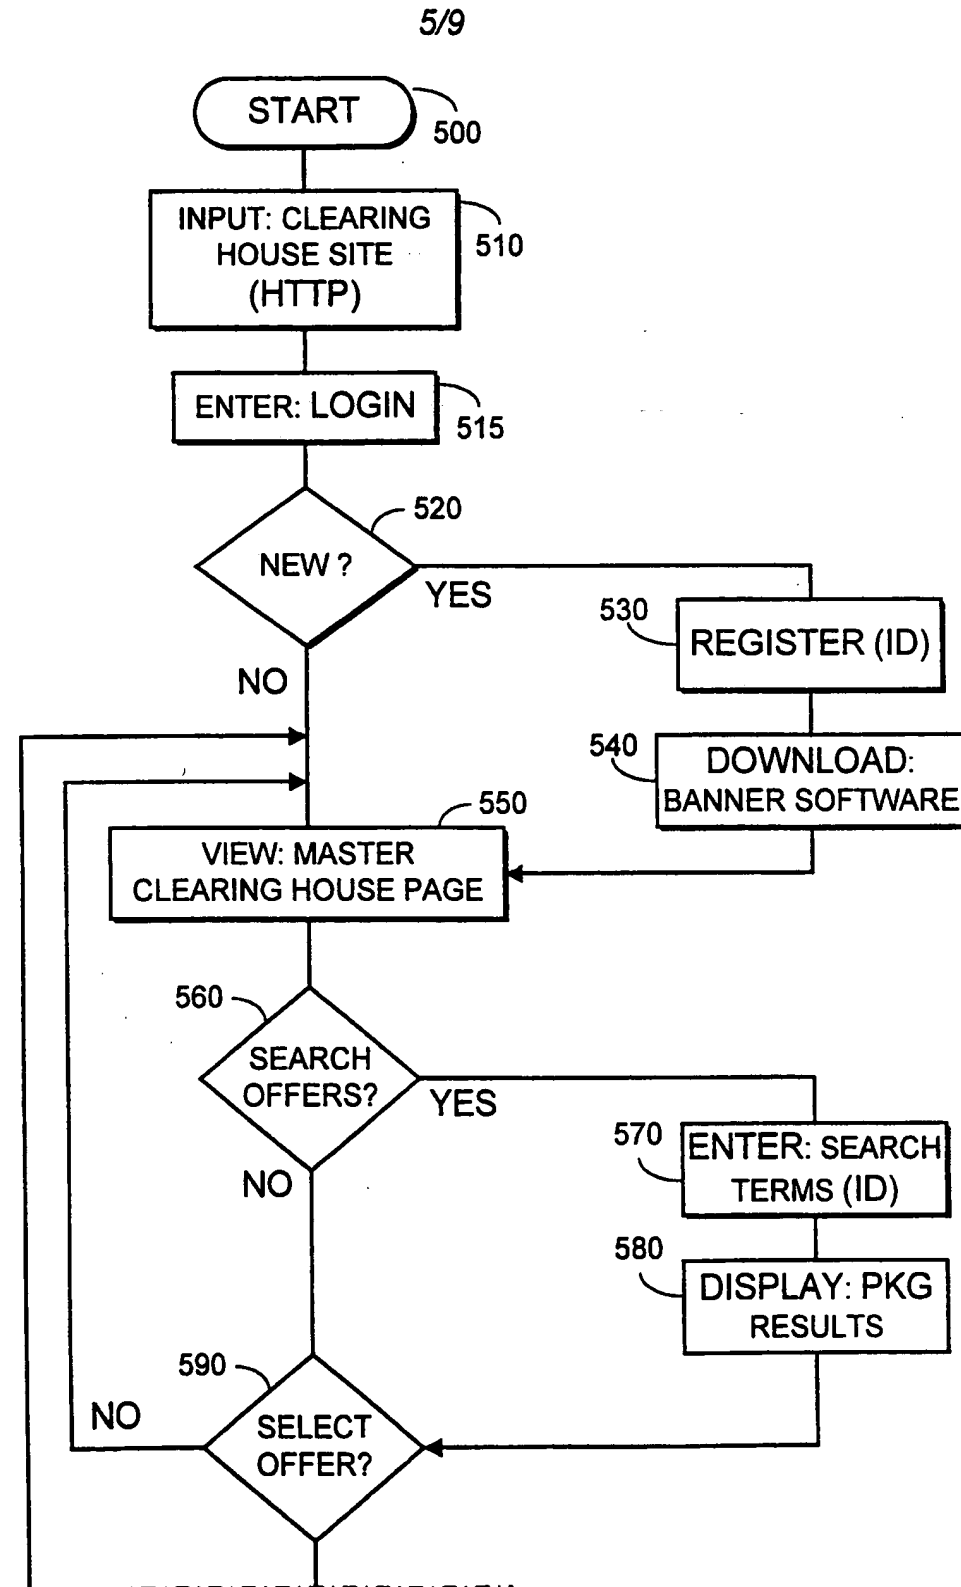 5/9
START
500
INPUT: CLEARING
HOUSE SITE
(HTTP)
510
ENTER: LOGIN
515
520
NEW ?
YES
NO
530
REGISTER (ID)
540
DOWNLOAD:
BANNER SOFTWARE
550
VIEW: MASTER
CLEARING HOUSE PAGE
560
SEARCH
OFFERS?
YES
NO
570
ENTER: SEARCH
TERMS (ID)
580
DISPLAY: PKG
RESULTS
590
SELECT
OFFER?
NO